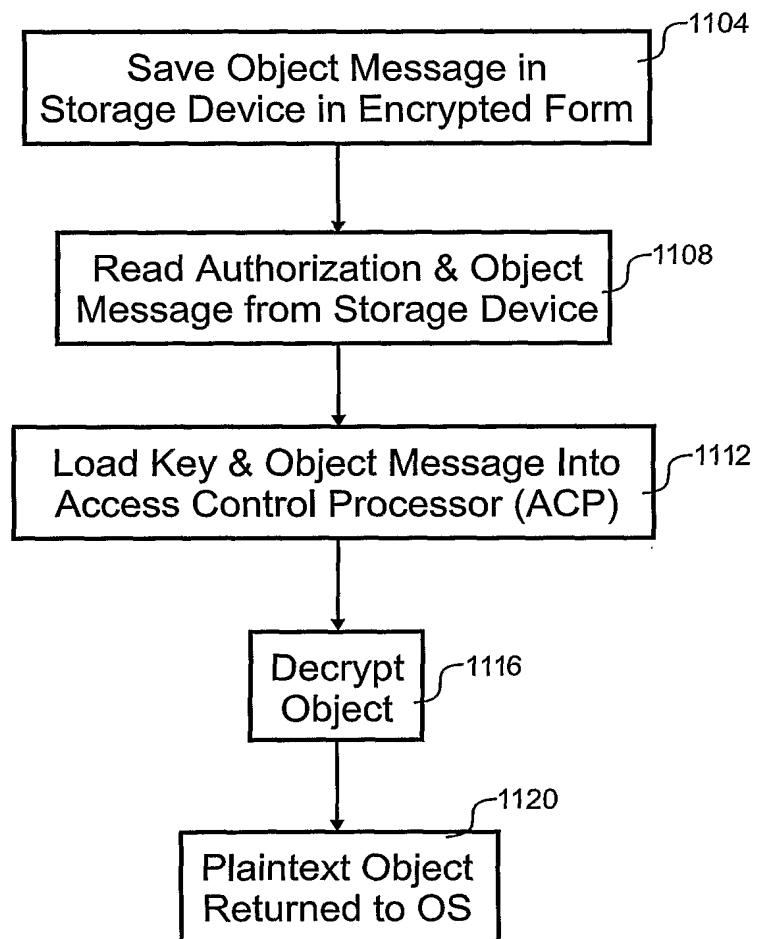 1104
Save Object Message in
Storage Device in Encrypted Form
1108
Read Authorization & Object
Message from Storage Device
1112
Load Key & Object Message Into
Access Control Processor (ACP)
1116
Decrypt
Object
1120
Plaintext Object
Returned to OS